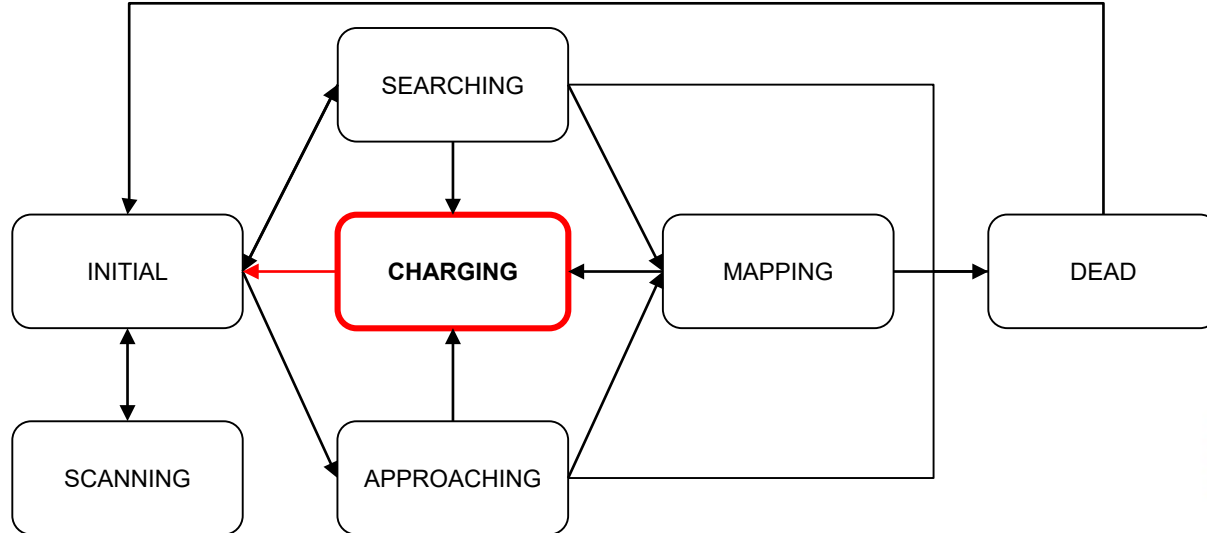 SEARCHING
INITIAL
CHARGING
MAPPING
DEAD
SCANNING
APPROACHING